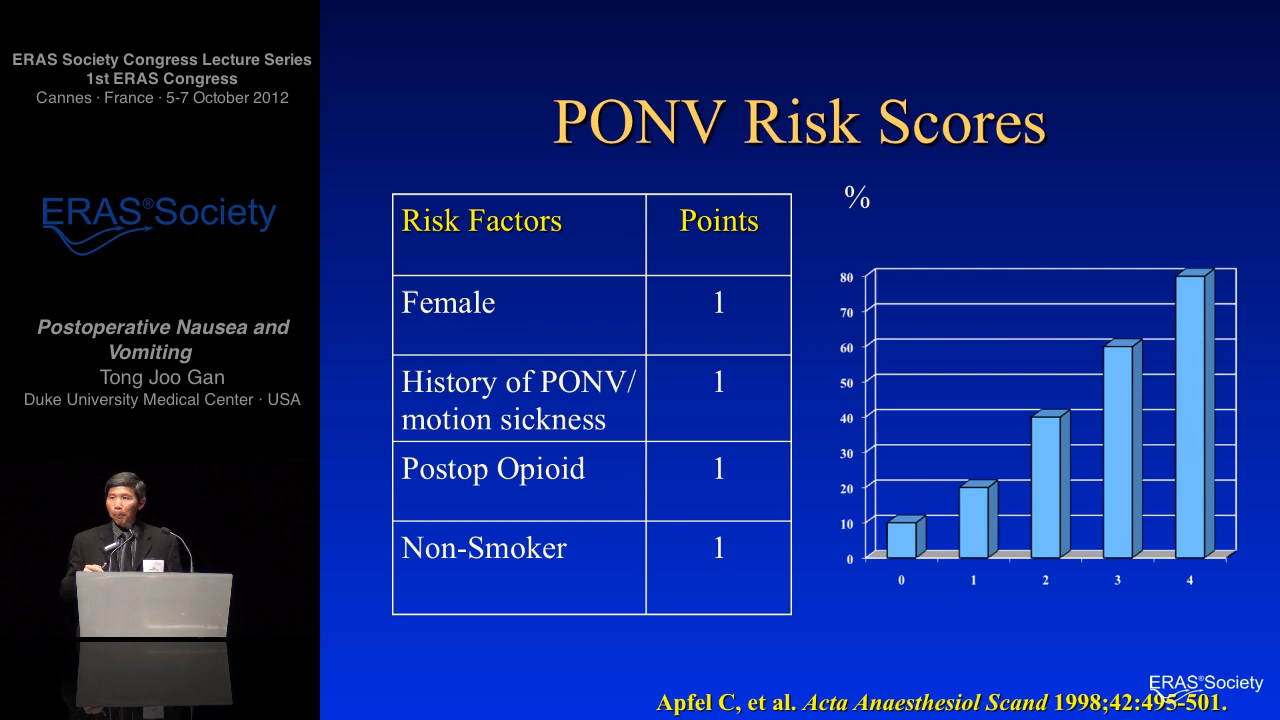 ERAS Society Congress Lecture Series
1st ERAS Congress
Cannes · France · 5-7 October 2012
ERAS®Society
Postoperative Nausea and
Vomiting
Tong Joo Gan
Duke University Medical Center · USA
PONV Risk Scores
Risk Factors Points
Female 1
History of PONV/ 1
motion sickness
Postop Opioid 1
Non-Smoker 1
%
80
70
60
50
40
30
20
10
0
0 1 2 3 4
ERAS®Society
Apfel C, et al. Acta Anaesthesiol Scand 1998;42:495-501.